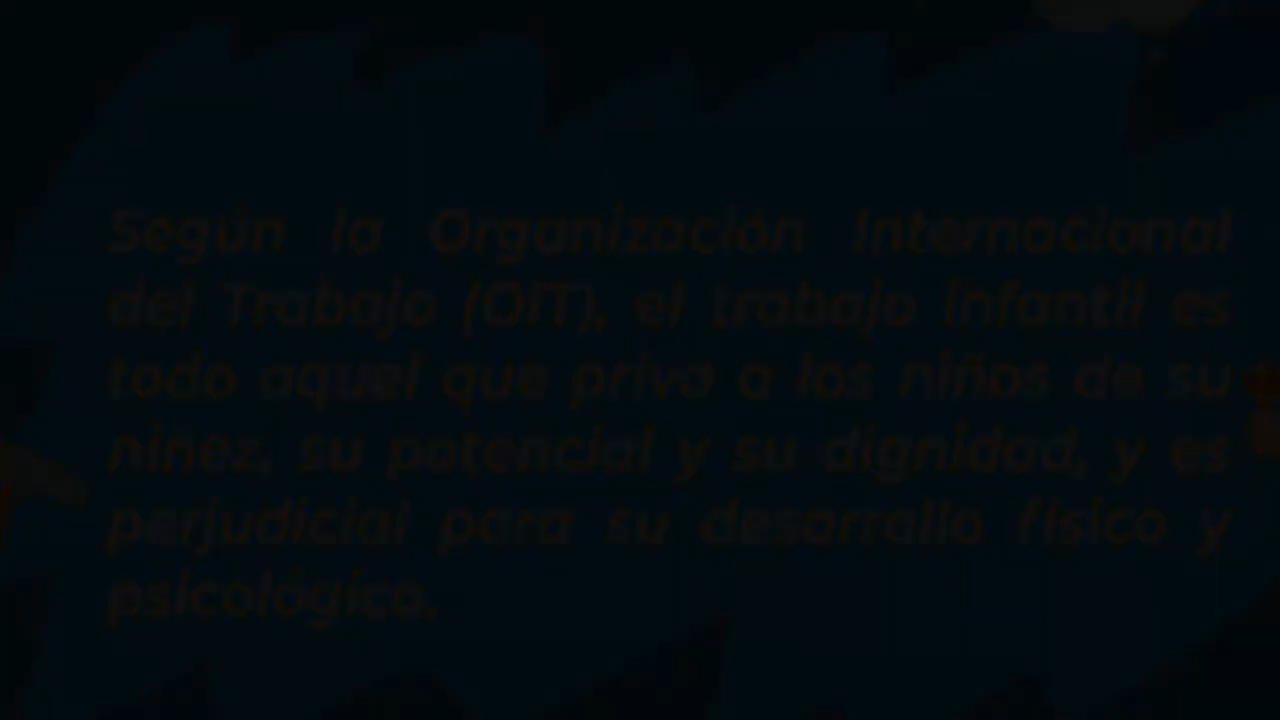 Según la Organización Internacional
del Trabajo (OIT), el trabajo infantil es
todo aquel que priva a los niños de su
niñez, su potencial y su dignidad, y es
perjudicial para su desarrollo físico y
psicológico.